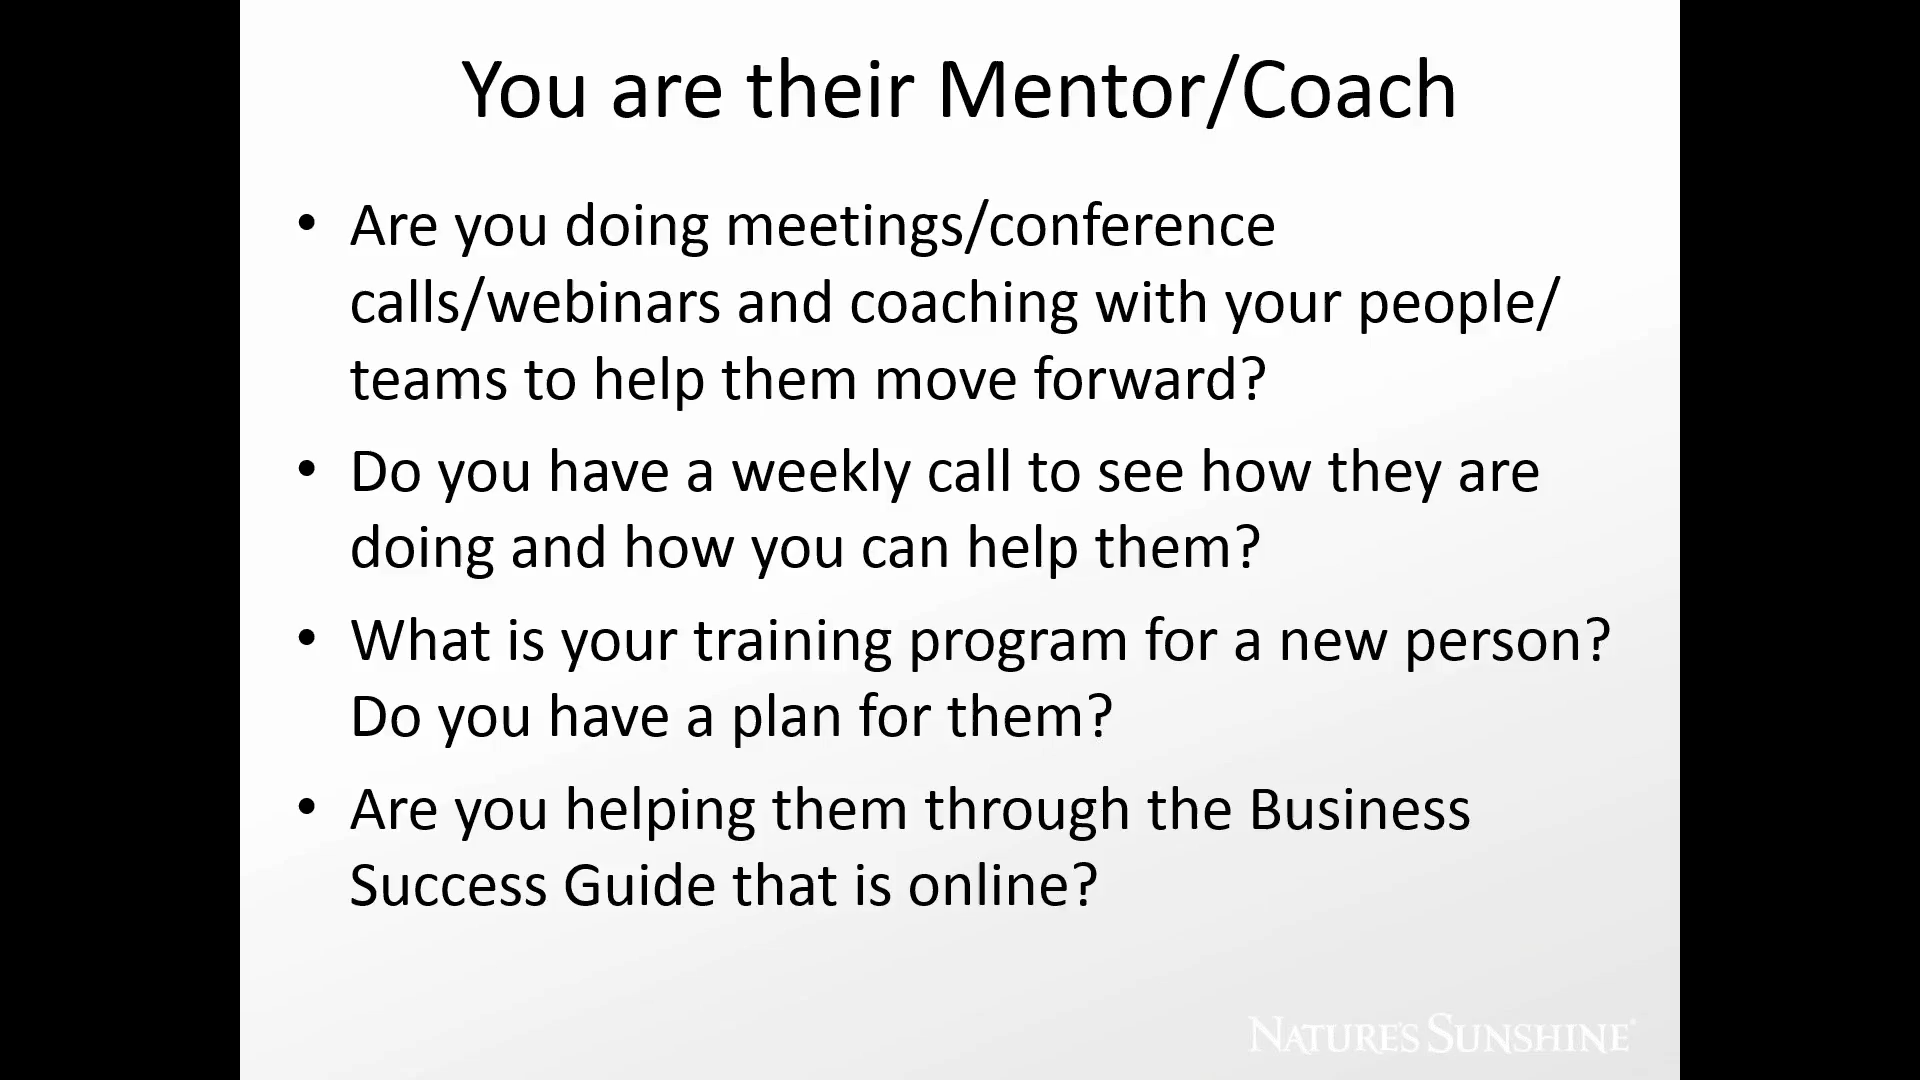 You are their Mentor/Coach
• Are you doing meetings/conference
calls/webinars and coaching with your people/
teams to help them move forward?
• Do you have a weekly call to see how they are
doing and how you can help them?
• What is your training program for a new person?
Do you have a plan for them?
• Are you helping them through the Business
Success Guide that is online?
NATURE'S SUNSHINE®